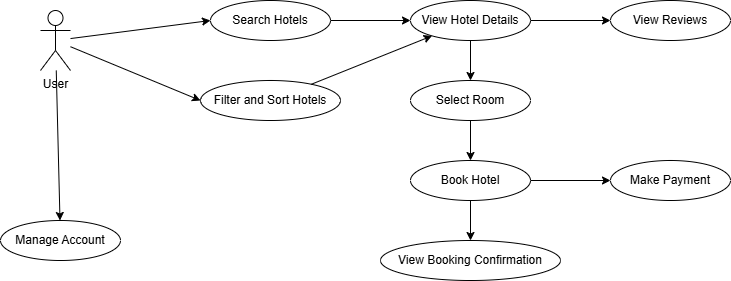 Search Hotels
View Hotel Details
View Reviews
User
Filter and Sort Hotels
Select Room
Book Hotel
Make Payment
Manage Account
View Booking Confirmation